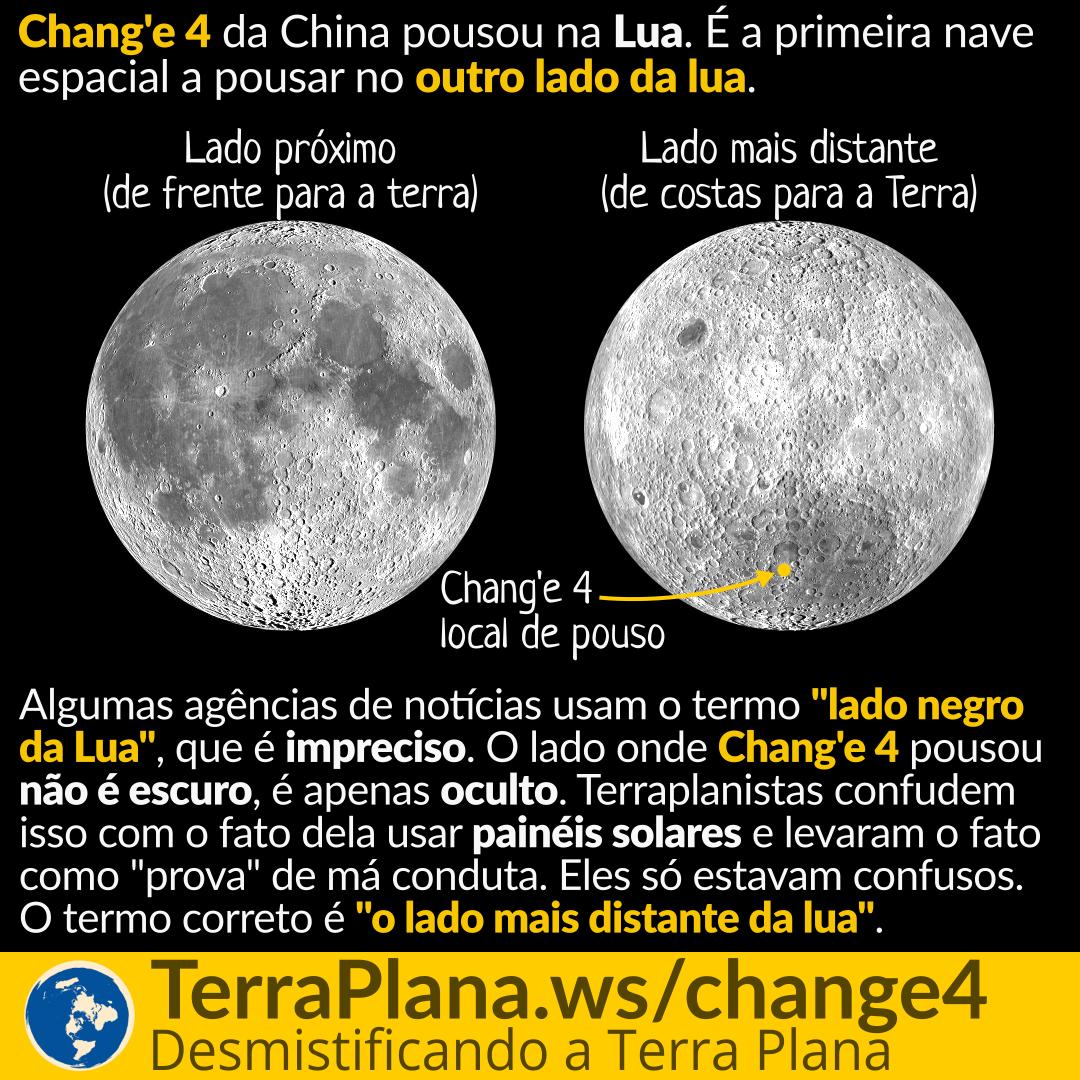 Chang'e 4 da China pousou na Lua. É a primeira nave
espacial a pousar no outro lado da lua.
Lado próximo
(de frente para a terra)
Lado mais distante
(de costas para a Terra)
Chang'e 4
local de pouso
Algumas agências de notícias usam o termo "lado negro
da Lua", que é impreciso. O lado onde Chang'e 4 pousou
não é escuro, é apenas oculto. Terraplanistas confudem
isso com o fato dela usar painéis solares e levaram o fato
como "prova" de má conduta. Eles só estavam confusos.
O termo correto é "o lado mais distante da lua".
TerraPlana.ws/change4
Desmistificando a Terra Plana